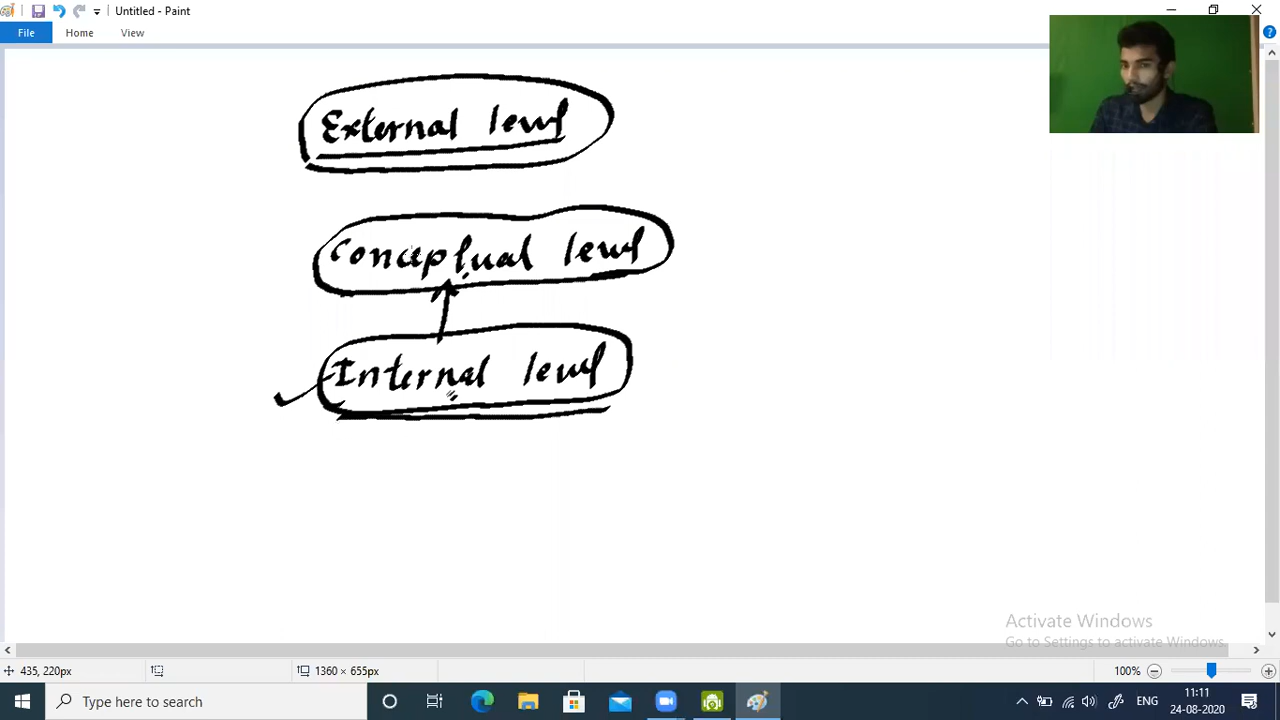 Untitled - Paint
File Home View
External level
Conceptual level
Internal level
Activate Windows
Go to Settings to activate Windows.
435, 220px
1360 × 655px
100%
Type here to search
ENG
11:11
24-08-2020